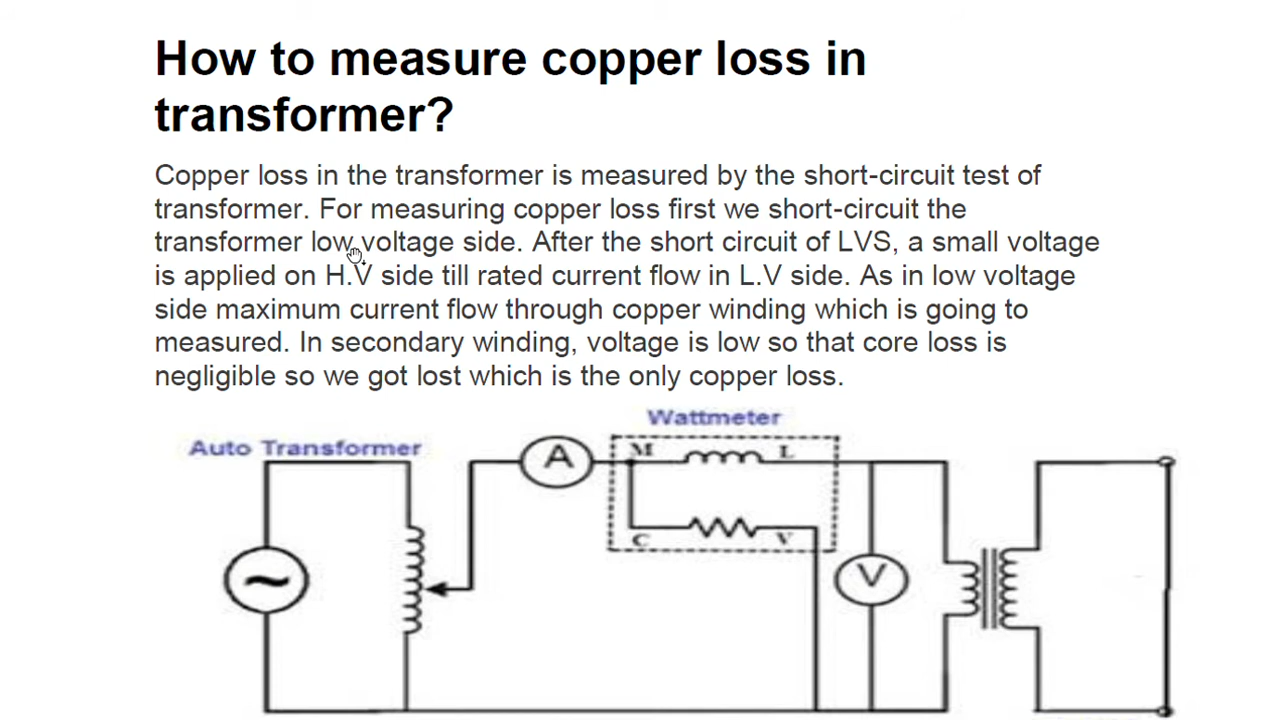 How to measure copper loss in
transformer?
Copper loss in the transformer is measured by the short-circuit test of
transformer. For measuring copper loss first we short-circuit the
transformer low voltage side. After the short circuit of LVS, a small voltage
is applied on H.V side till rated current flow in L.V side. As in low voltage
side maximum current flow through copper winding which is going to
measured. In secondary winding, voltage is low so that core loss is
negligible so we got lost which is the only copper loss.
Wattmeter
Auto Transformer
A
M L
C V
V